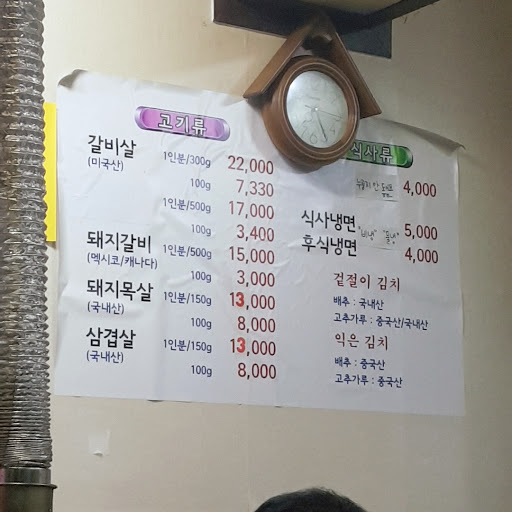 고기류
갈비살 1인분/300g 22,000
(미국산)
100g 7,330
1인분/500g 17,000
100g 3,400
돼지갈비 1인분/500g 15,000
(멕시코/캐나다)
100g 3,000
돼지목살 1인분/150g 13,000
(국내산)
100g 8,000
삼겹살 1인분/150g 13,000
(국내산)
100g 8,000
식사류
4,000
식사냉면 "비냉" "물냉" 5,000
후식냉면 4,000
겉절이 김치
배추 : 국내산
고추가루 : 중국산/국내산
익은 김치
배추 : 중국산
고추가루 : 중국산